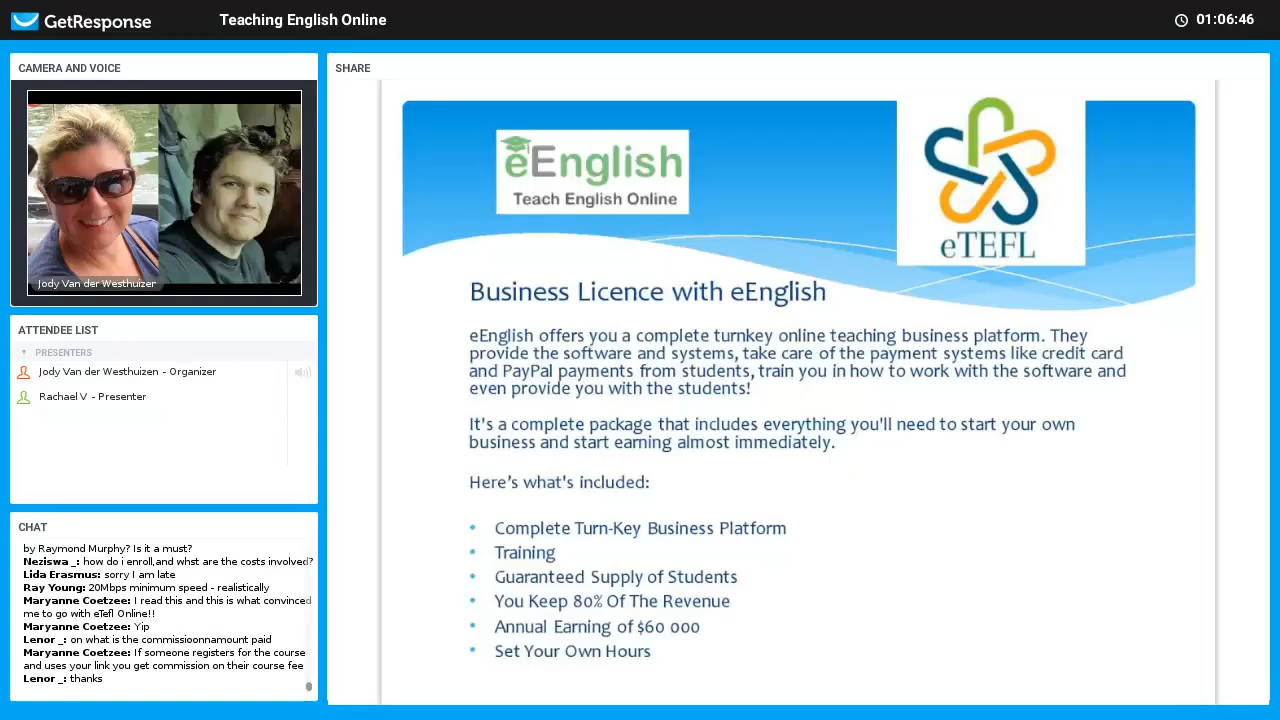 GetResponse
Teaching English Online
01:06:46
CAMERA AND VOICE
Jody Van der Westhuizen
ATTENDEE LIST
PRESENTERS
Jody Van der Westhuizen - Organizer
Rachael V - Presenter
CHAT
by Raymond Murphy? Is it a must?
Neziswa _: how do i enroll,and whst are the costs involved?
Lida Erasmus: sorry I am late
Ray Young: 20Mbps minimum speed - realistically
Maryanne Coetzee: I read this and this is what convinced
me to go with eTefl Online!!
Maryanne Coetzee: Yip
Lenor _: on what is the commissioonnamount paid
Maryanne Coetzee: If someone registers for the course
and uses your link you get commission on their course fee
Lenor _: thanks
SHARE
eEnglish
Teach English Online
eTEFL
Business Licence with eEnglish
eEnglish offers you a complete turnkey online teaching business platform. They
provide the software and systems, take care of the payment systems like credit card
and PayPal payments from students, train you in how to work with the software and
even provide you with the students!
It's a complete package that includes everything you'll need to start your own
business and start earning almost immediately.
Here's what's included:
• Complete Turn-Key Business Platform
• Training
• Guaranteed Supply of Students
• You Keep 80% Of The Revenue
• Annual Earning of $60 000
• Set Your Own Hours